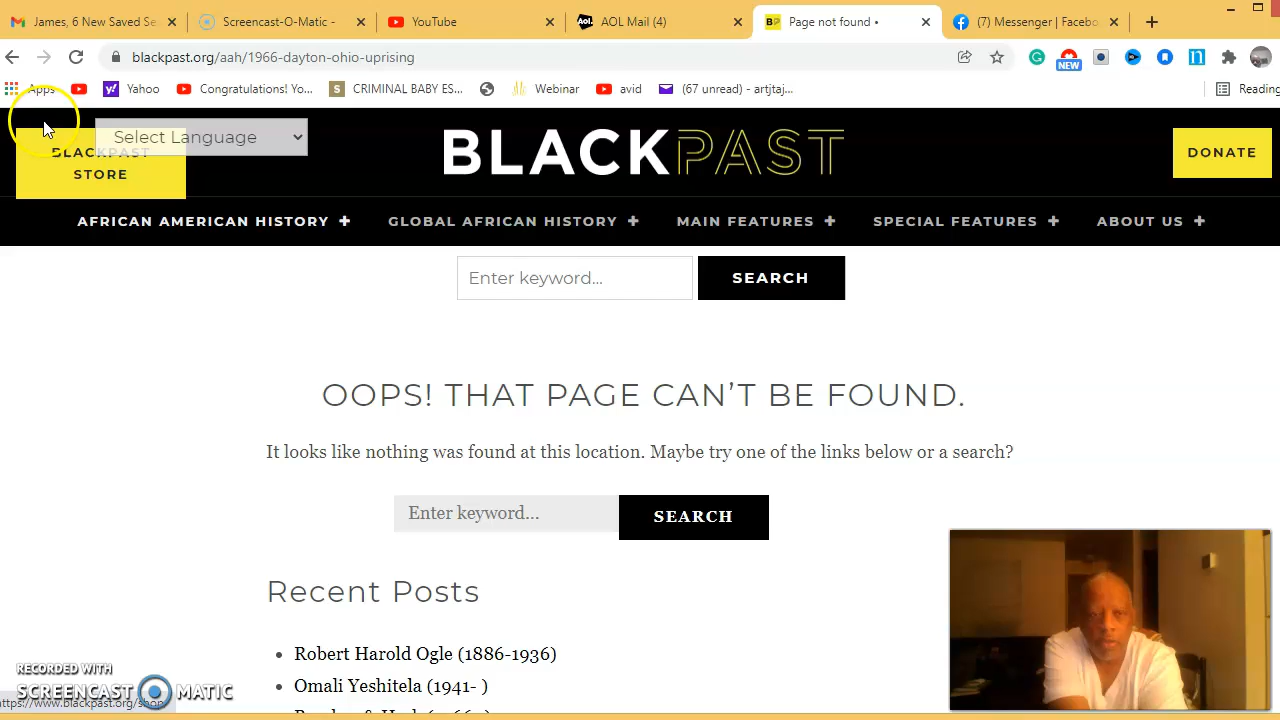 James, 6 New Saved Se
Screencast-O-Matic -
YouTube
AOL Mail (4)
Page not found •
(7) Messenger | Facebo
blackpast.org/aah/1966-dayton-ohio-uprising
NEW
Apps
Yahoo
Congratulations! Yo...
CRIMINAL BABY ES...
Webinar
avid
(67 unread) - artjtaj...
Reading
Select Language
BLACKPAST
STORE
BLACKPAST
DONATE
AFRICAN AMERICAN HISTORY +
GLOBAL AFRICAN HISTORY +
MAIN FEATURES +
SPECIAL FEATURES +
ABOUT US +
Enter keyword...
SEARCH
OOPS! THAT PAGE CAN'T BE FOUND.
It looks like nothing was found at this location. Maybe try one of the links below or a search?
Enter keyword...
SEARCH
Recent Posts
• Robert Harold Ogle (1886-1936)
• Omali Yeshitela (1941- )
RECORDED WITH
SCREENCAST MATIC
https://www.blackpast.org/shop